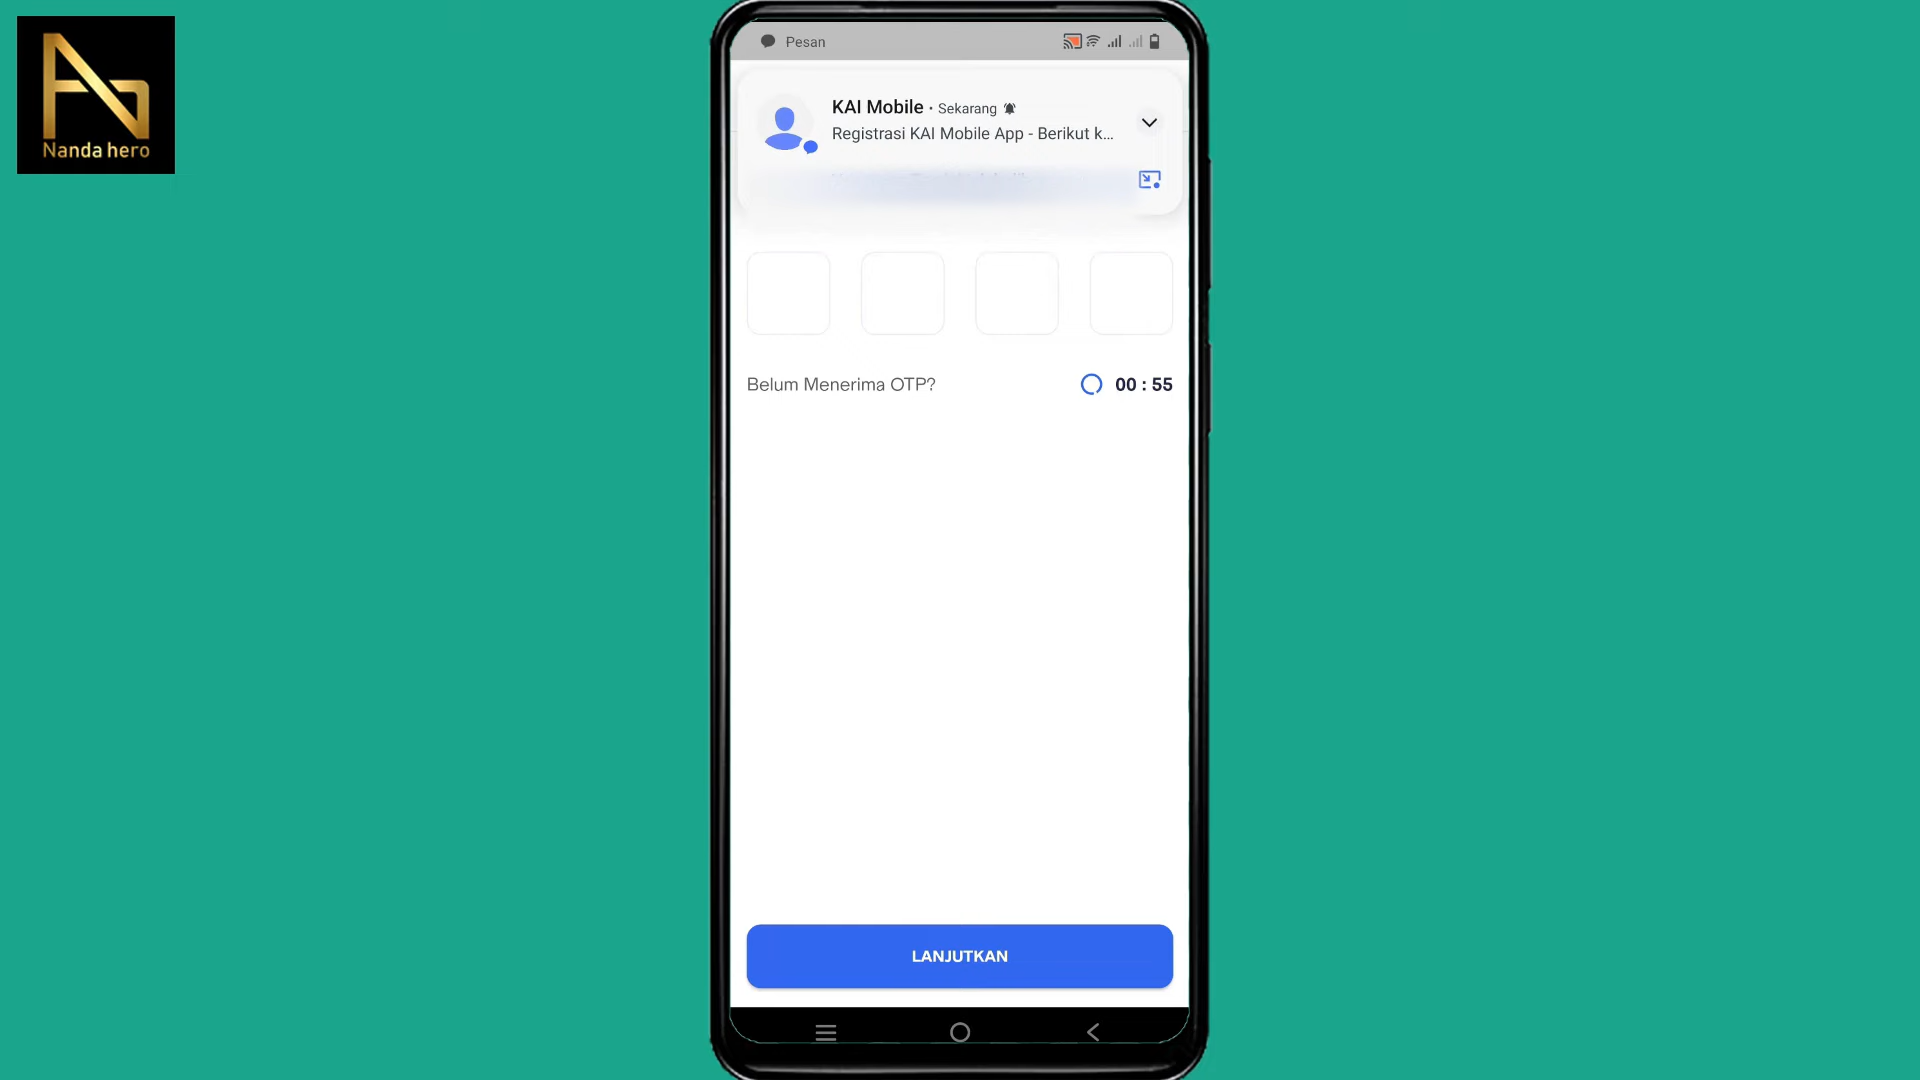 Nanda hero
Pesan
KAI Mobile • Sekarang
Registrasi KAI Mobile App - Berikut k...
Belum Menerima OTP?
00 : 55
LANJUTKAN